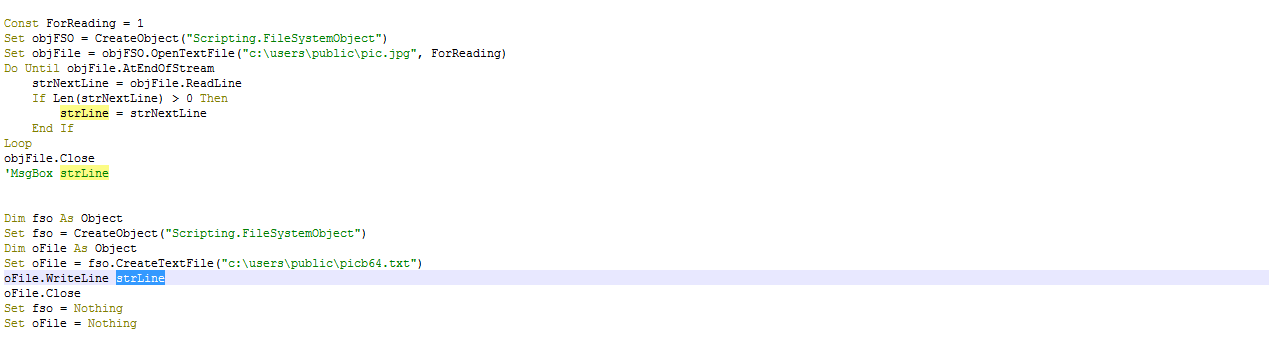 Const ForReading = 1
Set objFSO = CreateObject("Scripting.FileSystemObject")
Set objFile = objFSO.OpenTextFile("c:\users\public\pic.jpg", ForReading)
Do Until objFile.AtEndOfStream
    strNextLine = objFile.ReadLine
    If Len(strNextLine) > 0 Then
        strLine = strNextLine
    End If
Loop
objFile.Close
'MsgBox strLine
Dim fso As Object
Set fso = CreateObject("Scripting.FileSystemObject")
Dim oFile As Object
Set oFile = fso.CreateTextFile("c:\users\public\picb64.txt")
oFile.WriteLine strLine
oFile.Close
Set fso = Nothing
Set oFile = Nothing